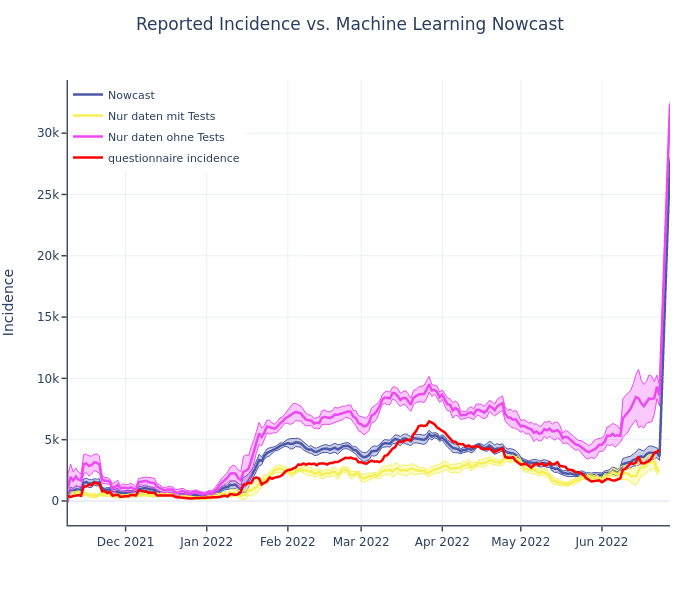 Reported Incidence vs. Machine Learning Nowcast
Nowcast
Nur daten mit Tests
Nur daten ohne Tests
questionnaire incidence
Incidence
30k
25k
20k
15k
10k
5k
0
Dec 2021
Jan 2022
Feb 2022
Mar 2022
Apr 2022
May 2022
Jun 2022